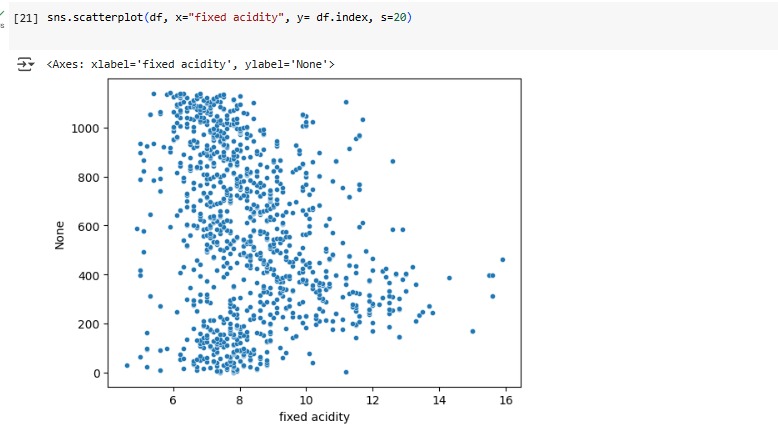 [21] sns.scatterplot(df, x="fixed acidity", y= df.index, s=20)
<Axes: xlabel='fixed acidity', ylabel='None'>
1000
800
600
400
200
0
None
6 8 10 12 14 16
fixed acidity